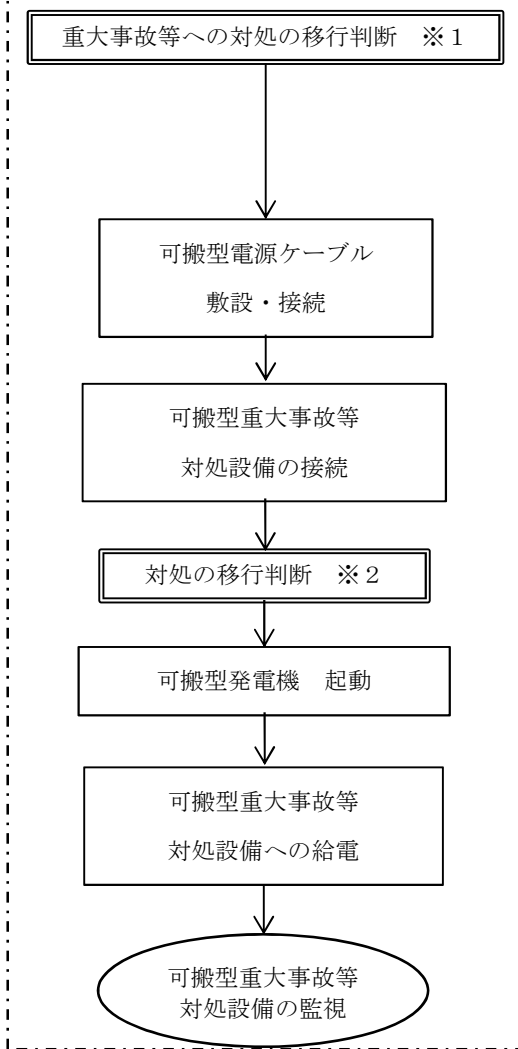 重大事故等への対処の移行判断　※１
可搬型電源ケーブル
敷設・接続
可搬型重大事故等
対処設備の接続
対処の移行判断　※２
可搬型発電機　起動
可搬型重大事故等
対処設備への給電
可搬型重大事故等
対処設備の監視